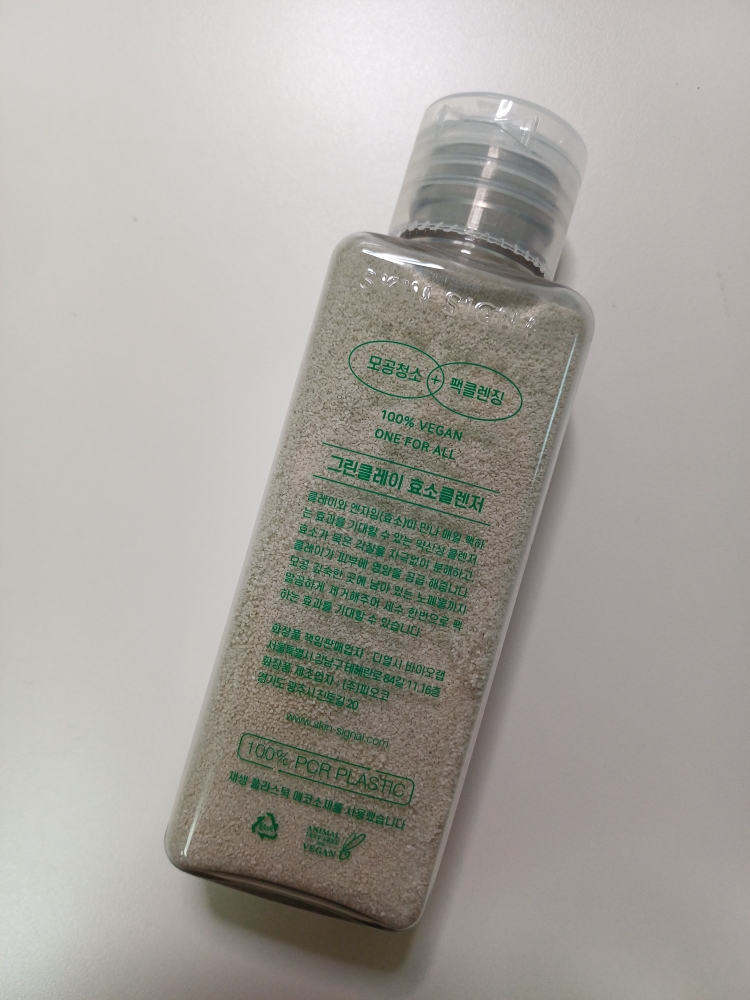 SKIN SIGN
모공청소 + 팩클렌징
100% VEGAN
ONE FOR ALL
그린클레이 효소클렌저
클레이와 엔자임(효소)이 만나 매일 팩하
는 효과를 기대할 수 있는 약산성 클렌저
효소가 묵은 각질을 자극없이 분해하고
클레이가 피부에 영양을 공급 해줍니다.
모공 깊숙한 곳에 남아 있는 노폐물까지
말끔하게 제거해주어 세수 한번으로 팩
하는 효과를 기대할 수 있습니다.
화장품 책임판매업자 : 디얼시 바이오랩
서울특별시 강남구 테헤란로 84길 11, 16층
화장품 제조업자 : (주)피오코
경기도 광주시 진토길 20
www.skin-signal.com
100% PCR PLASTIC
재생 플라스틱 에코소재를 사용했습니다
ANIMAL
VEGAN